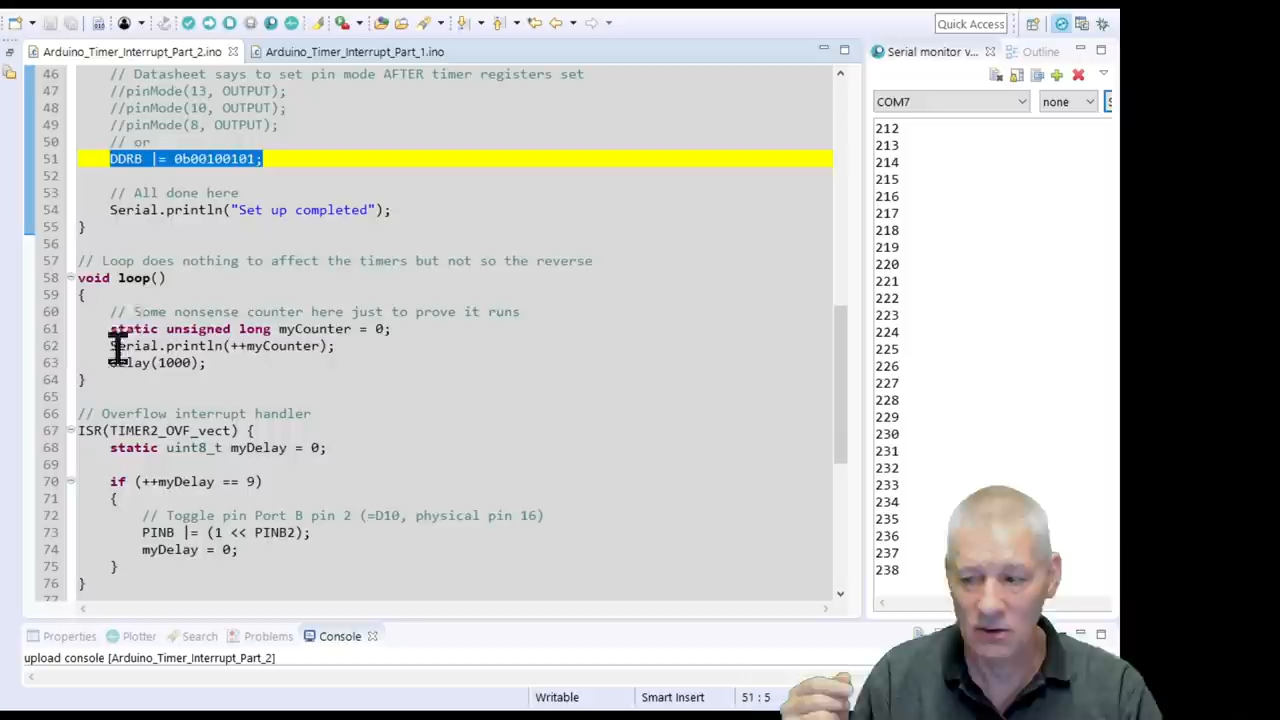 Quick Access
Arduino_Timer_Interrupt_Part_2.ino
Arduino_Timer_Interrupt_Part_1.ino
46 // Datasheet says to set pin mode AFTER timer registers set
47 //pinMode(13, OUTPUT);
48 //pinMode(10, OUTPUT);
49 //pinMode(8, OUTPUT);
50 // or
51 DDRB |= 0b00100101;
52
53 // All done here
54 Serial.println("Set up completed");
55 }
56
57 // Loop does nothing to affect the timers but not so the reverse
58 void loop()
59 {
60 // Some nonsense counter here just to prove it runs
61 static unsigned long myCounter = 0;
62 Serial.println(++myCounter);
63 delay(1000);
64 }
65
66 // Overflow interrupt handler
67 ISR(TIMER2_OVF_vect) {
68 static uint8_t myDelay = 0;
69
70 if (++myDelay == 9)
71 {
72 // Toggle pin Port B pin 2 (=D10, physical pin 16)
73 PINB |= (1 << PINB2);
74 myDelay = 0;
75 }
76 }
77
Serial monitor v...
Outline
COM7
none
S
212
213
214
215
216
217
218
219
220
221
222
223
224
225
226
227
228
229
230
231
232
233
234
235
236
237
238
Properties
Plotter
Search
Problems
Console
upload console [Arduino_Timer_Interrupt_Part_2]
Writable
Smart Insert
51 : 5